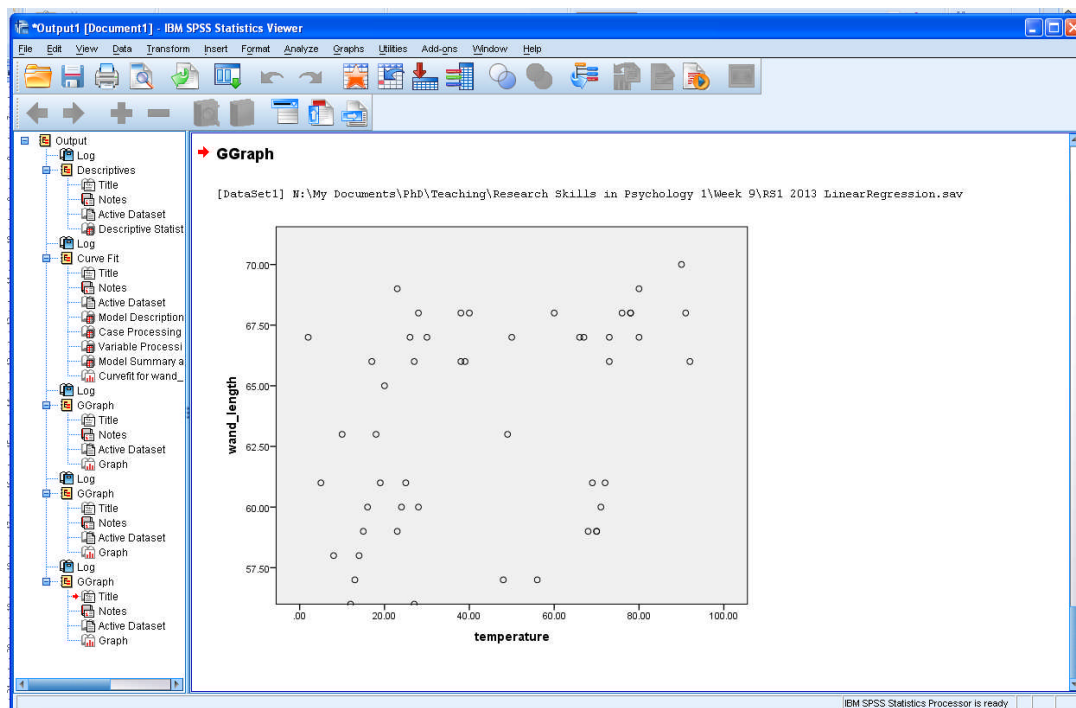 *Output1 [Document1] - IBM SPSS Statistics Viewer
File Edit View Data Transform Insert Format Analyze Graphs Utilities Add-ons Window Help
Output
Log
Descriptives
Title
Notes
Active Dataset
Descriptive Statist
Log
Curve Fit
Title
Notes
Active Dataset
Model Description
Case Processing
Variable Processi
Model Summary a
Curvefit for wand_
Log
GGraph
Title
Notes
Active Dataset
Graph
Log
GGraph
Title
Notes
Active Dataset
Graph
Log
GGraph
Title
Notes
Active Dataset
Graph
GGraph
[DataSet1] N:\My Documents\PhD\Teaching\Research Skills in Psychology 1\Week 9\RS1 2013 LinearRegression.sav
70.00
67.50
65.00
62.50
60.00
57.50
wand_length
.00 20.00 40.00 60.00 80.00 100.00
temperature
IBM SPSS Statistics Processor is ready